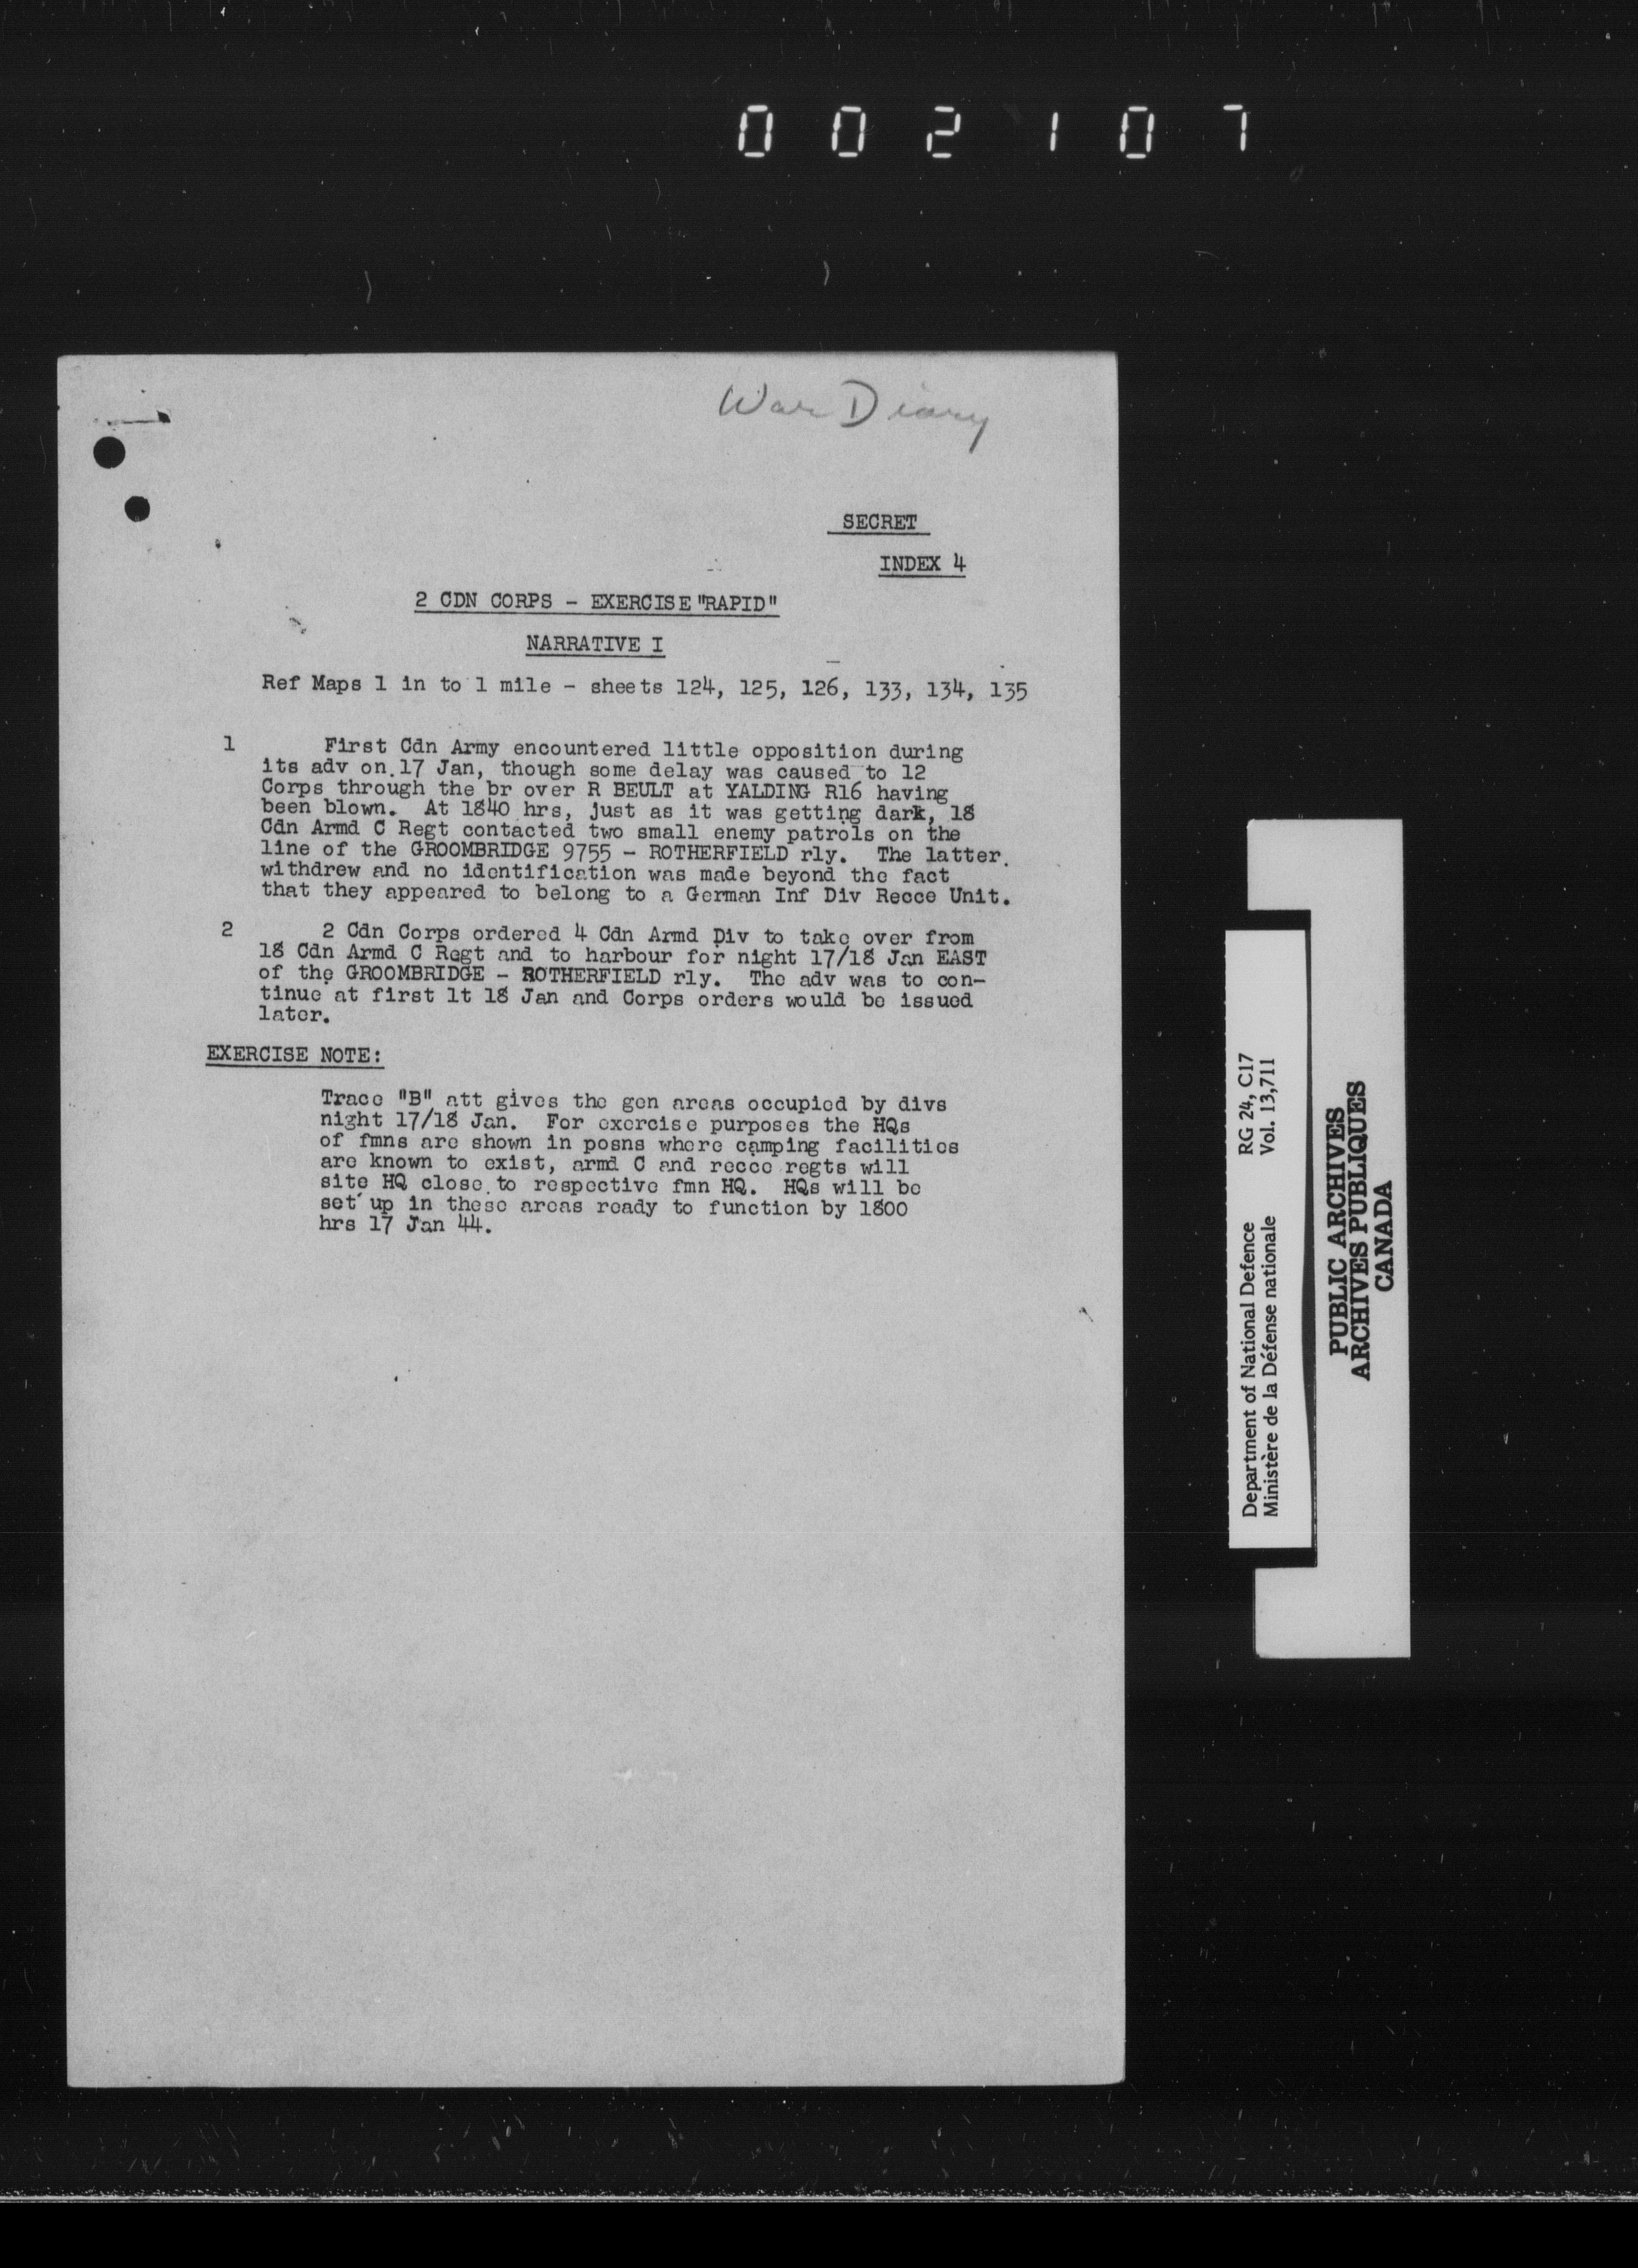 002107
War Diary
SECRET
INDEX 4
2 CDN CORPS - EXERCISE "RAPID"
NARRATIVE I
Ref Maps 1 in to 1 mile - sheets 124, 125, 126, 133, 134, 135
1 First Cdn Army encountered little opposition during
its adv on 17 Jan, though some delay was caused to 12
Corps through the br over R BEULT at YALDING R16 having
been blown. At 1840 hrs, just as it was getting dark, 18
Cdn Armd C Regt contacted two small enemy patrols on the
line of the GROOMBRIDGE 9755 - ROTHERFIELD rly. The latter
withdrew and no identification was made beyond the fact
that they appeared to belong to a German Inf Div Recce Unit.
2 2 Cdn Corps ordered 4 Cdn Armd Div to take over from
18 Cdn Armd C Regt and to harbour for night 17/18 Jan EAST
of the GROOMBRIDGE - ROTHERFIELD rly. The adv was to con-
tinue at first lt 18 Jan and Corps orders would be issued
later.
EXERCISE NOTE:
Trace "B" att gives the gen areas occupied by divs
night 17/18 Jan. For exercise purposes the HQs
of fmns are shown in posns where camping facilities
are known to exist, armd C and recce regts will
site HQ close to respective fmn HQ. HQs will be
set up in these areas ready to function by 1800
hrs 17 Jan 44.
Department of National Defence RG 24, C17
Ministère de la Défense nationale Vol. 13,711
PUBLIC ARCHIVES
ARCHIVES PUBLIQUES
CANADA